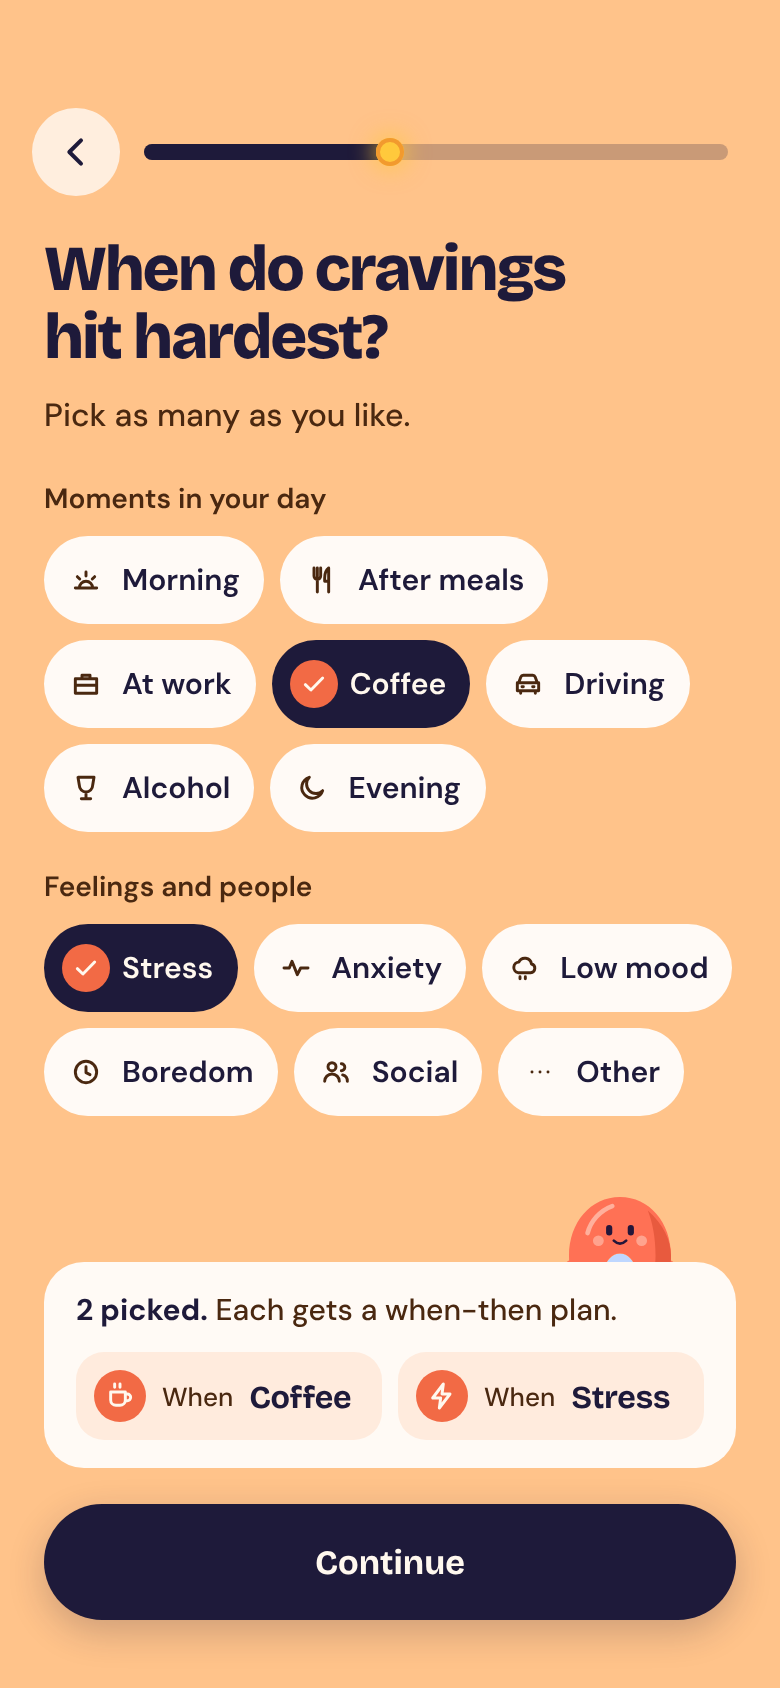 When do cravings
hit hardest?
Pick as many as you like.
Moments in your day
Morning
After meals
At work
Coffee
Driving
Alcohol
Evening
Feelings and people
Stress
Anxiety
Low mood
Boredom
Social
Other
2 picked. Each gets a when–then plan.
When Coffee
When Stress
Continue